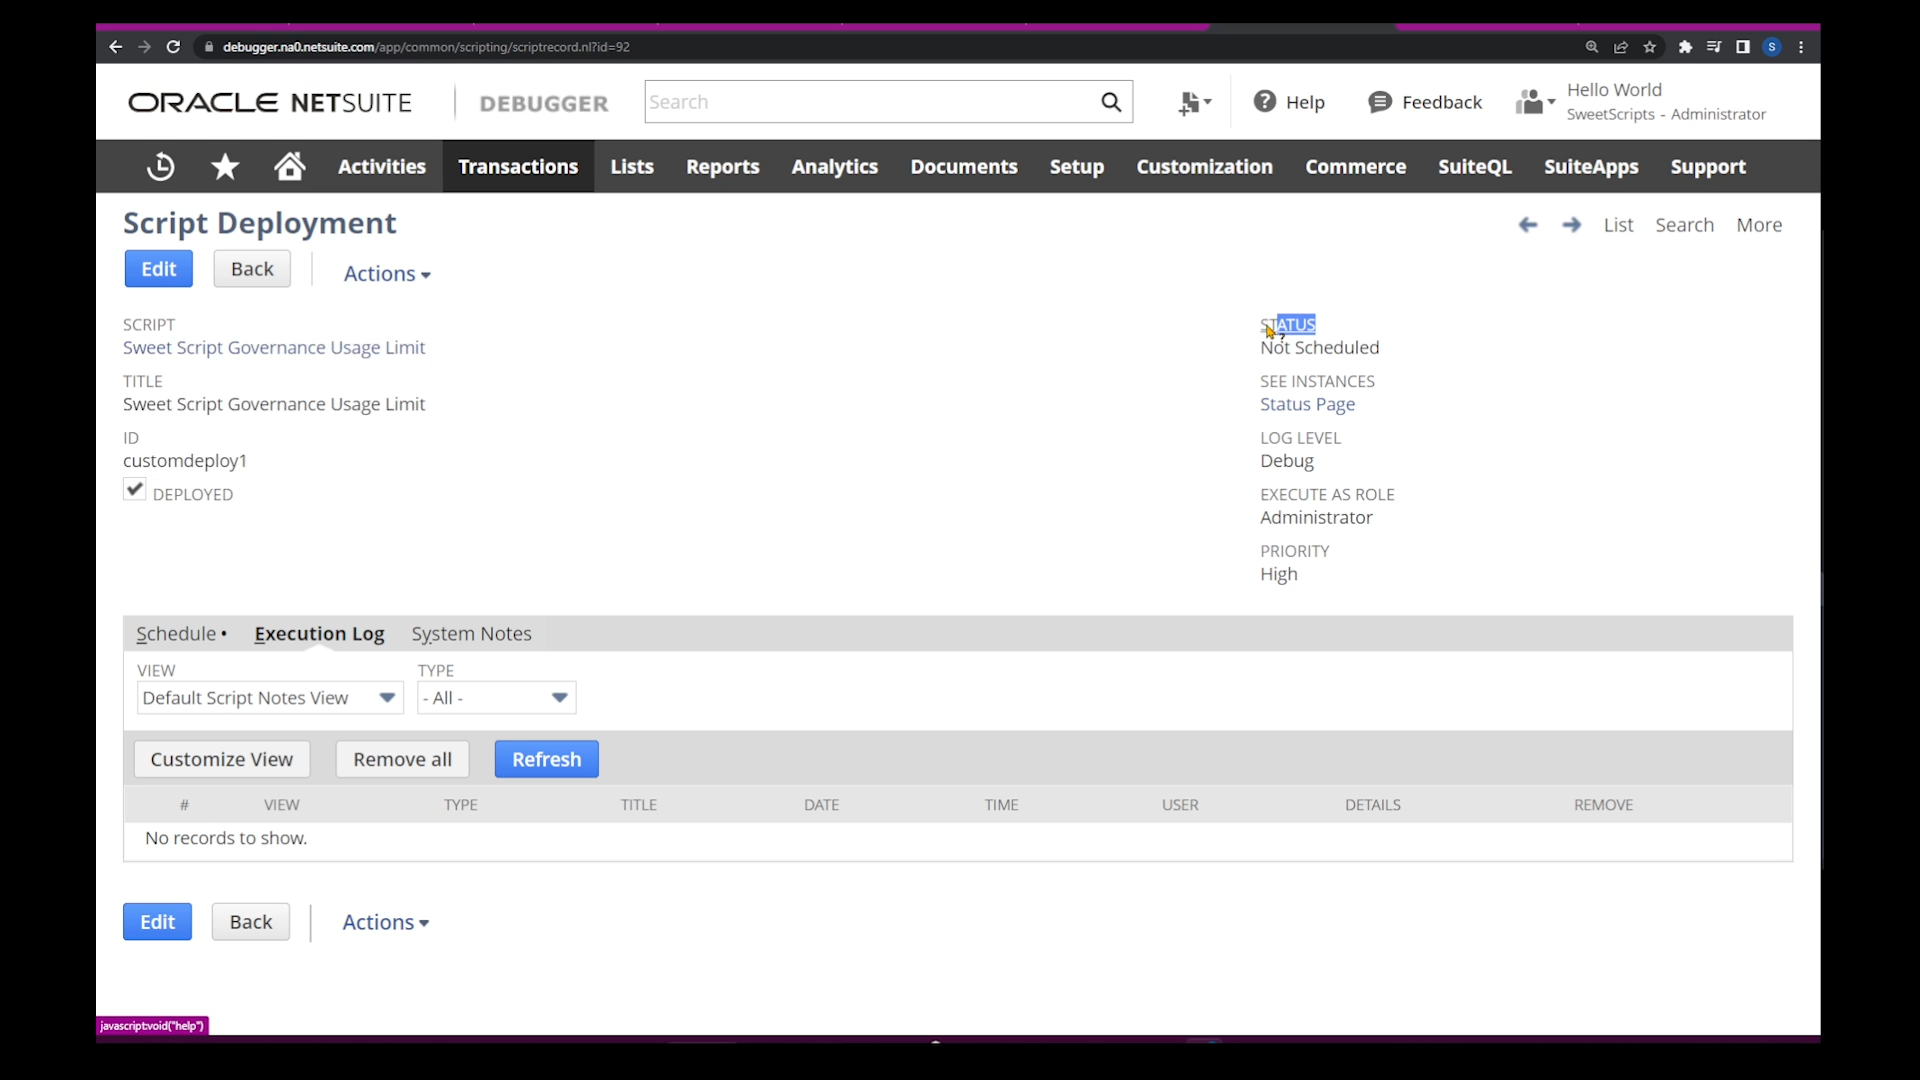 debugger.na0.netsuite.com/app/common/scripting/scriptrecord.nl?id=92
S
ORACLE NETSUITE
DEBUGGER
Search
Help
Feedback
Hello World
SweetScripts - Administrator
Activities
Transactions
Lists
Reports
Analytics
Documents
Setup
Customization
Commerce
SuiteQL
SuiteApps
Support
Script Deployment
List
Search
More
Edit
Back
Actions
SCRIPT
Sweet Script Governance Usage Limit
TITLE
Sweet Script Governance Usage Limit
ID
customdeploy1
DEPLOYED
STATUS
Not Scheduled
SEE INSTANCES
Status Page
LOG LEVEL
Debug
EXECUTE AS ROLE
Administrator
PRIORITY
High
Schedule •
Execution Log
System Notes
VIEW
Default Script Notes View
TYPE
- All -
Customize View
Remove all
Refresh
# VIEW TYPE TITLE DATE TIME USER DETAILS REMOVE
No records to show.
Edit
Back
Actions
javascript:void("help")